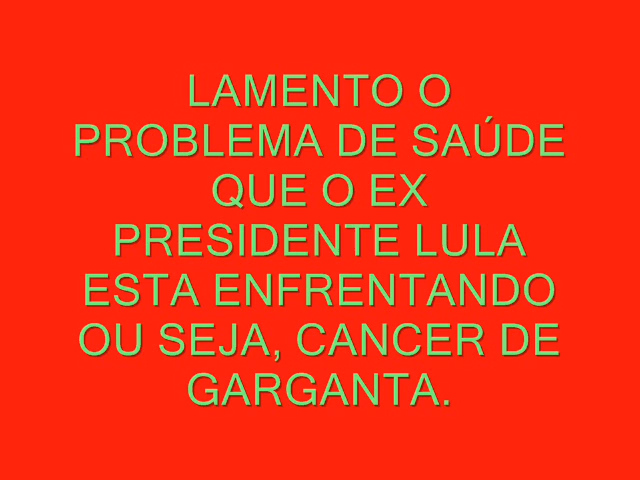 LAMENTO O
PROBLEMA DE SAÚDE
QUE O EX
PRESIDENTE LULA
ESTA ENFRENTANDO
OU SEJA, CANCER DE
GARGANTA.